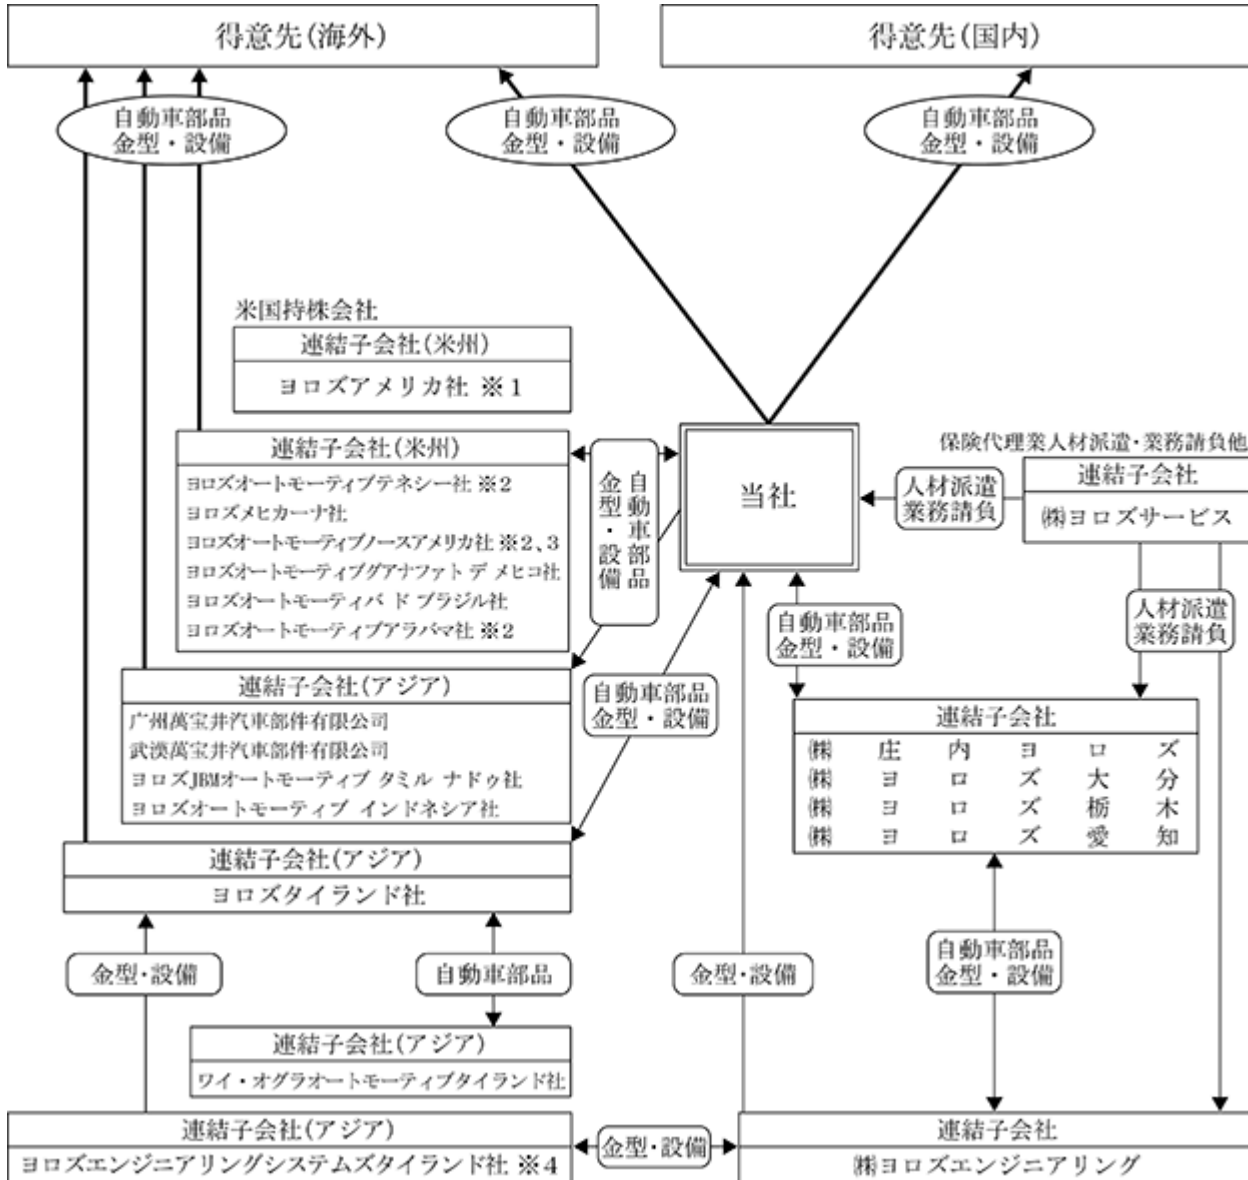 得意先(海外)
得意先(国内)
自動車部品
金型・設備
自動車部品
金型・設備
自動車部品
金型・設備
米国持株会社
連結子会社(米州)
ヨロズアメリカ社 ※1
連結子会社(米州)
ヨロズオートモーティブテネシー社 ※2
ヨロズメヒカーナ社
ヨロズオートモーティブノースアメリカ社 ※2、3
ヨロズオートモーティブグアナファト デ メヒコ社
ヨロズオートモーティバ ド ブラジル社
ヨロズオートモーティブアラバマ社 ※2
自動車部品
金型・設備
当社
保険代理業人材派遣・業務請負他
連結子会社
㈱ヨロズサービス
人材派遣
業務請負
人材派遣
業務請負
自動車部品
金型・設備
連結子会社(アジア)
广州萬宝井汽車部件有限公司
武漢萬宝井汽車部件有限公司
ヨロズJBMオートモーティブ タミル ナドゥ社
ヨロズオートモーティブ インドネシア社
自動車部品
金型・設備
連結子会社
㈱庄内ヨロズ
㈱ヨロズ大分
㈱ヨロズ栃木
㈱ヨロズ愛知
連結子会社(アジア)
ヨロズタイランド社
金型・設備
自動車部品
金型・設備
自動車部品
金型・設備
連結子会社(アジア)
ワイ・オグラオートモーティブタイランド社
連結子会社(アジア)
ヨロズエンジニアリングシステムズタイランド社 ※4
金型・設備
連結子会社
㈱ヨロズエンジニアリング